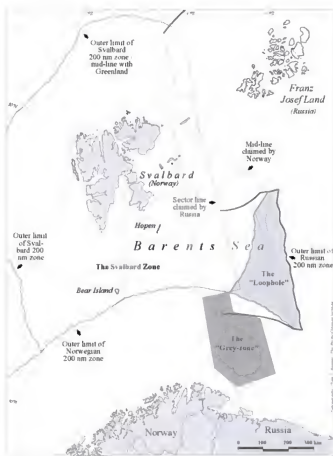 Outer limit of
Svalbard
200 nm zone
mid-line with
Greenland
Franz
Josef Land
(Russia)
Mid-line
claimed by
Norway
Svalbard
(Norway)
Sector line
claimed by
Russia
Hopen
Outer limit
of Sval-
bard 200
nm zone
Barents Sea
Outer limit of
Russian
200 nm zone
The Svalbard Zone
The
"Loophole"
Bear Island
Outer limit of
Norwegian
200 nm zone
The
"Grey-zone"
Norway
Russia
0 100 200 300 km